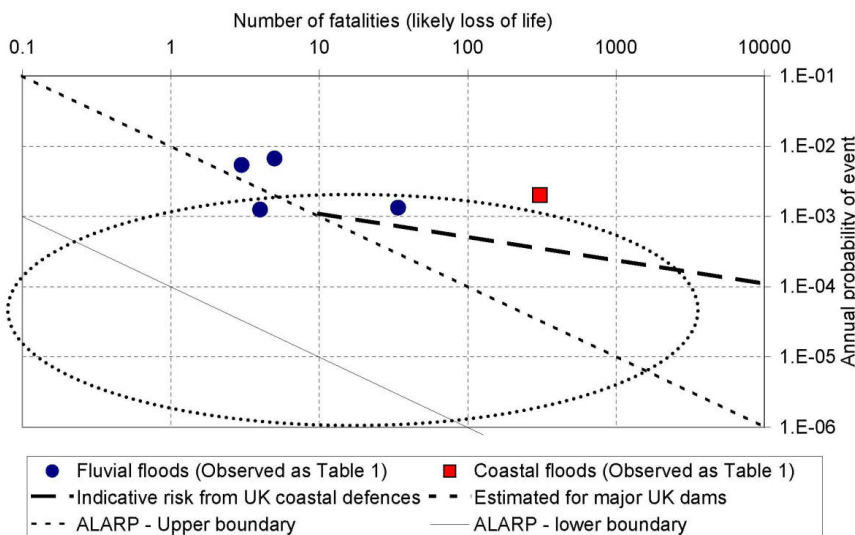 Number of fatalities (likely loss of life)
0.1 1 10 100 1000 10000
1.E-01
1.E-02
1.E-03
1.E-04
1.E-05
1.E-06
Annual probability of event
Fluvial floods (Observed as Table 1) Coastal floods (Observed as Table 1)
Indicative risk from UK coastal defences Estimated for major UK dams
ALARP - Upper boundary ALARP - lower boundary